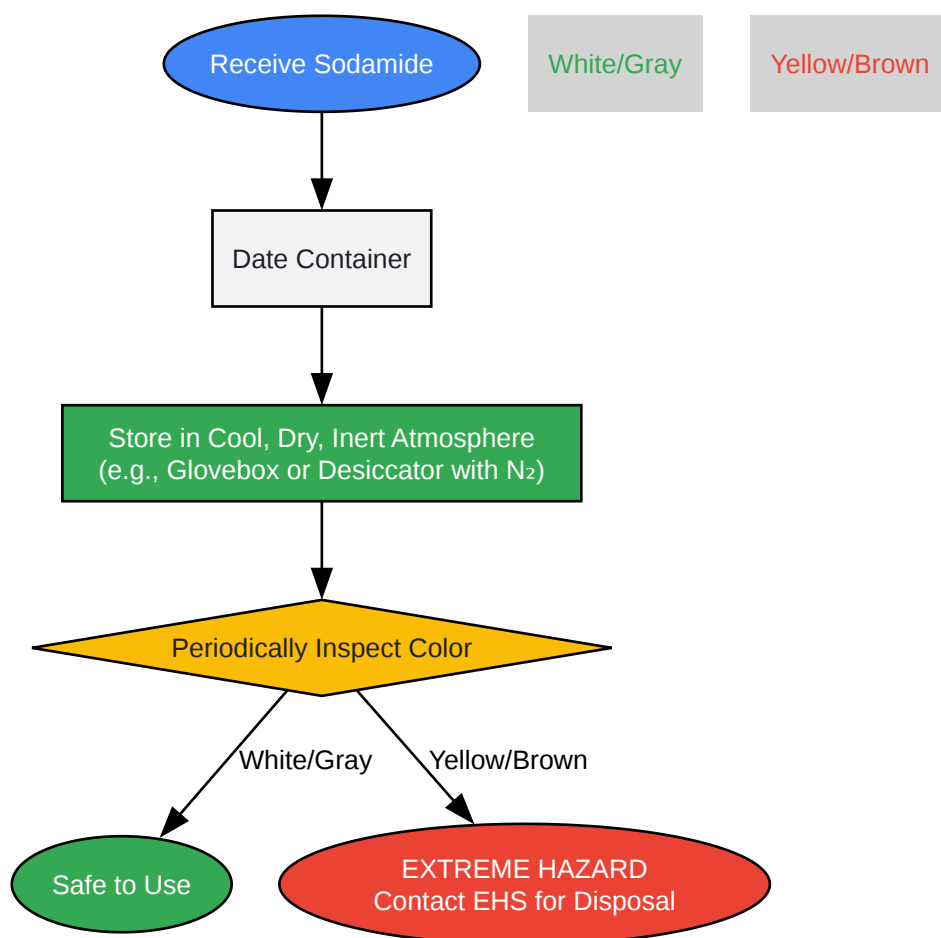 Receive Sodamide
White/Gray
Yellow/Brown
Date Container
Store in Cool, Dry, Inert Atmosphere
(e.g., Glovebox or Desiccator with N₂)
Periodically Inspect Color
White/Gray
Yellow/Brown
Safe to Use
EXTREME HAZARD
Contact EHS for Disposal